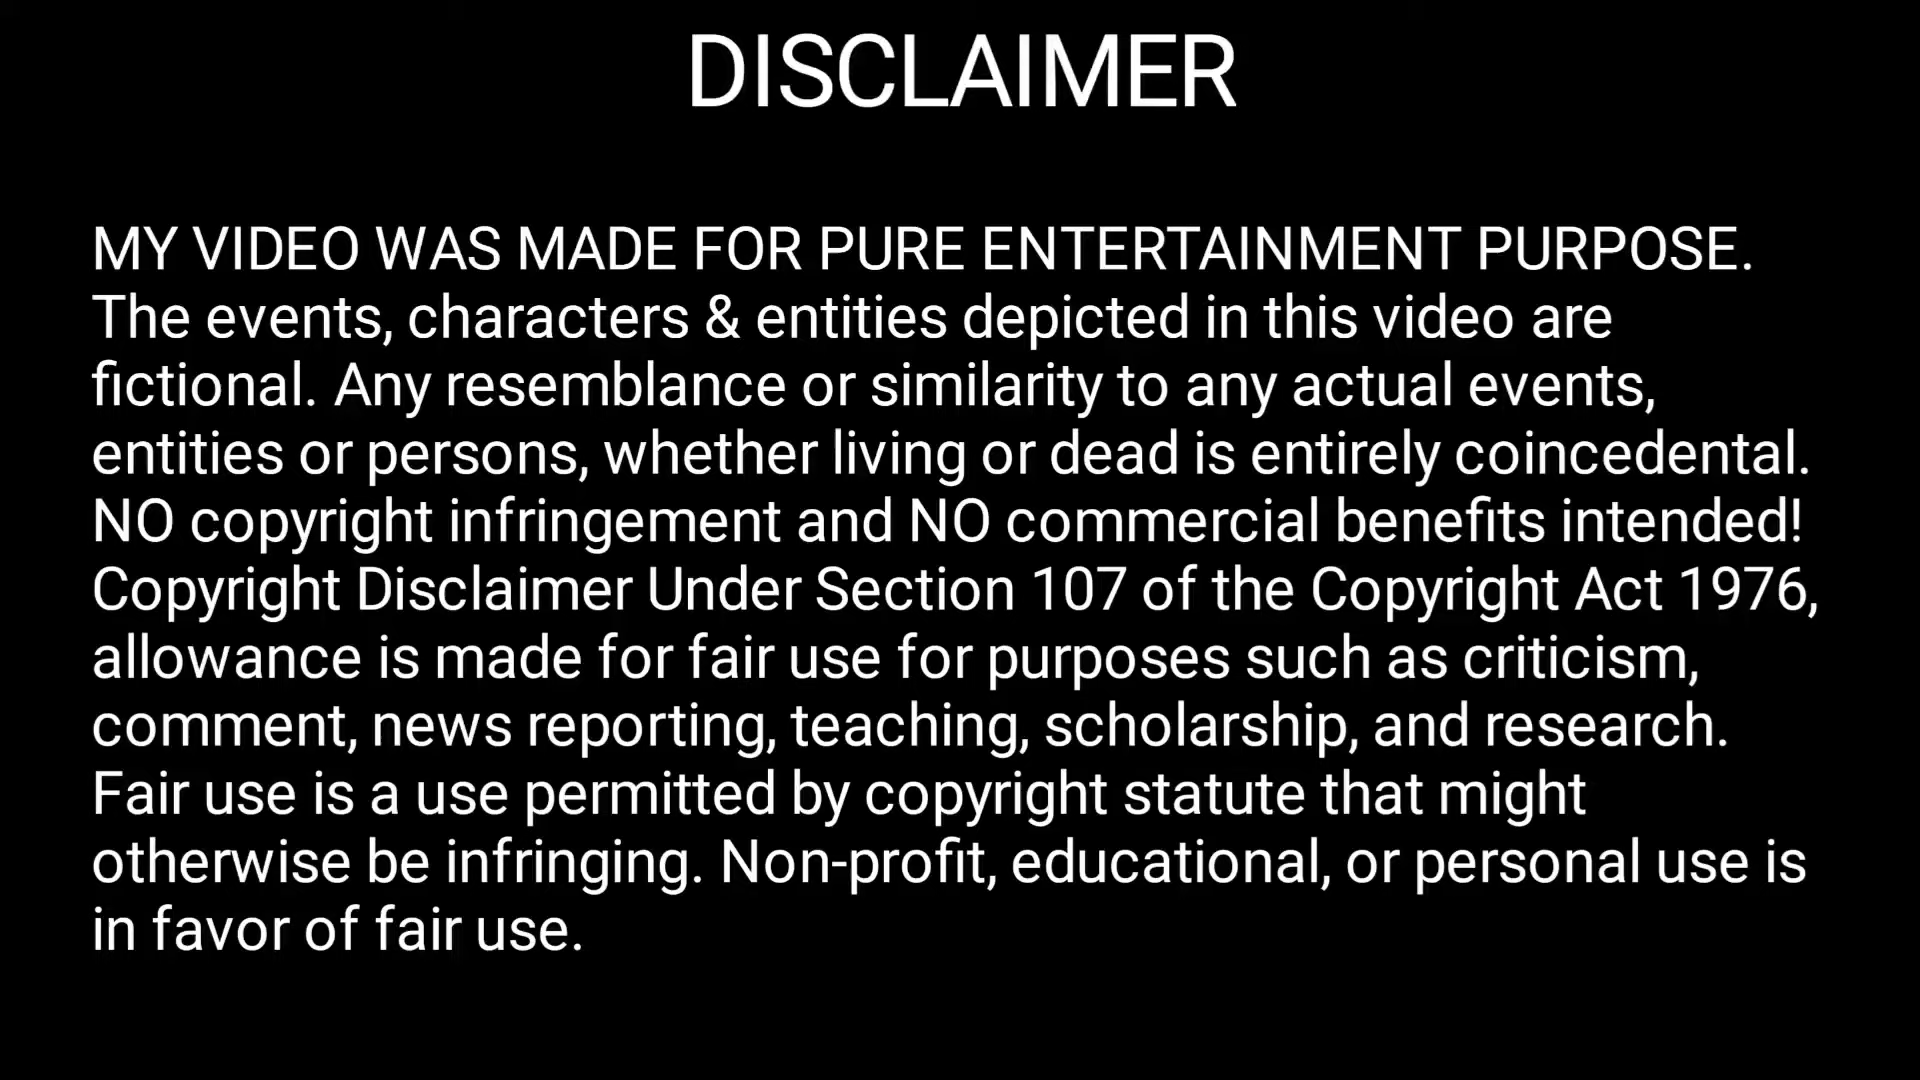 DISCLAIMER
MY VIDEO WAS MADE FOR PURE ENTERTAINMENT PURPOSE.
The events, characters & entities depicted in this video are
fictional. Any resemblance or similarity to any actual events,
entities or persons, whether living or dead is entirely coincedental.
NO copyright infringement and NO commercial benefits intended!
Copyright Disclaimer Under Section 107 of the Copyright Act 1976,
allowance is made for fair use for purposes such as criticism,
comment, news reporting, teaching, scholarship, and research.
Fair use is a use permitted by copyright statute that might
otherwise be infringing. Non-profit, educational, or personal use is
in favor of fair use.